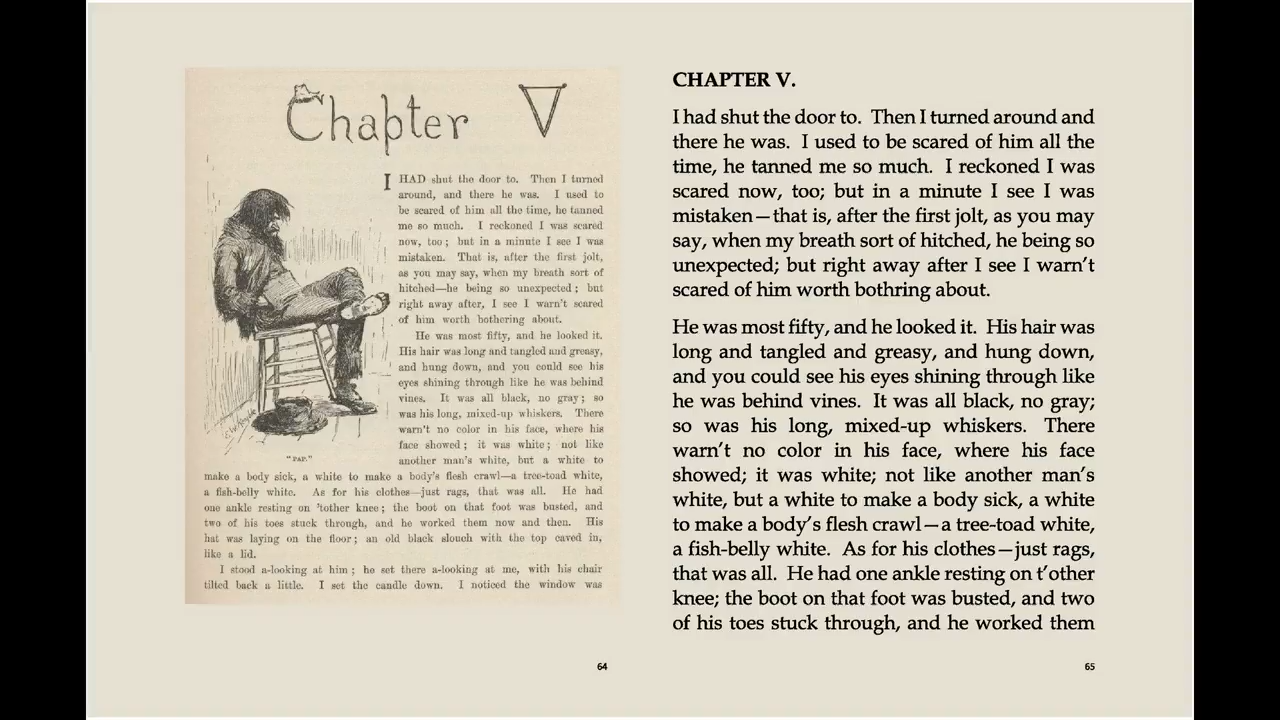 Chapter V
I HAD shut the door to. Then I turned
around, and there he was. I used to
be scared of him all the time, he tanned
me so much. I reckoned I was scared
now, too; but in a minute I see I was
mistaken. That is, after the first jolt,
as you may say, when my breath sort of
hitched—he being so unexpected; but
right away after, I see I warn't scared
of him worth bothering about.
He was most fifty, and he looked it.
His hair was long and tangled and greasy,
and hung down, and you could see his
eyes shining through like he was behind
vines. It was all black, no gray; so
was his long, mixed-up whiskers. There
warn't no color in his face, where his
face showed; it was white; not like
another man's white, but a white to
"PAP."
make a body sick, a white to make a body's flesh crawl—a tree-toad white,
a fish-belly white. As for his clothes—just rags, that was all. He had
one ankle resting on 'tother knee; the boot on that foot was busted, and
two of his toes stuck through, and he worked them now and then. His
hat was laying on the floor; an old black slouch with the top caved in,
like a lid.
I stood a-looking at him; he set there a-looking at me, with his chair
tilted back a little. I set the candle down. I noticed the window was
64
CHAPTER V.
I had shut the door to. Then I turned around and
there he was. I used to be scared of him all the
time, he tanned me so much. I reckoned I was
scared now, too; but in a minute I see I was
mistaken—that is, after the first jolt, as you may
say, when my breath sort of hitched, he being so
unexpected; but right away after I see I warn't
scared of him worth bothring about.
He was most fifty, and he looked it. His hair was
long and tangled and greasy, and hung down,
and you could see his eyes shining through like
he was behind vines. It was all black, no gray;
so was his long, mixed-up whiskers. There
warn't no color in his face, where his face
showed; it was white; not like another man's
white, but a white to make a body sick, a white
to make a body's flesh crawl—a tree-toad white,
a fish-belly white. As for his clothes—just rags,
that was all. He had one ankle resting on t'other
knee; the boot on that foot was busted, and two
of his toes stuck through, and he worked them
65